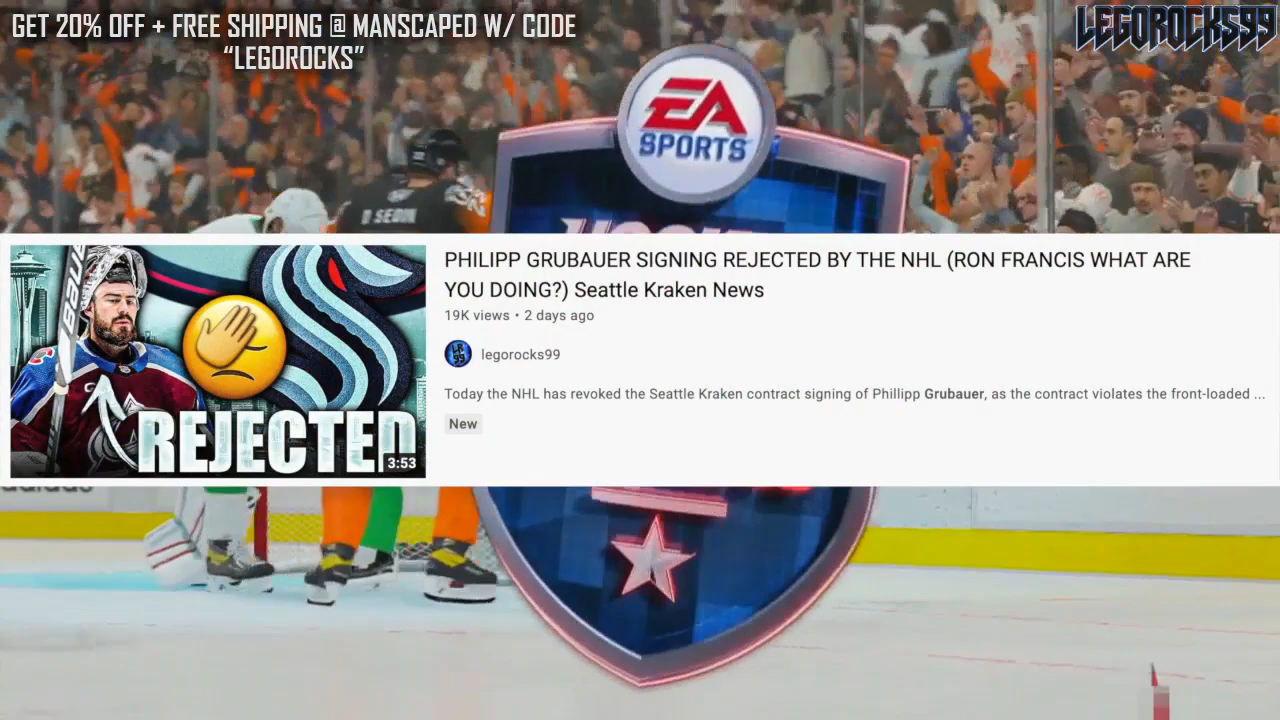 GET 20% OFF + FREE SHIPPING @ MANSCAPED W/ CODE
“LEGOROCKS”
LEGOROCKS99
EA
SPORTS
D SEDIN
BAUER
REJECTED
3:53
PHILIPP GRUBAUER SIGNING REJECTED BY THE NHL (RON FRANCIS WHAT ARE
YOU DOING?) Seattle Kraken News
19K views • 2 days ago
legorocks99
Today the NHL has revoked the Seattle Kraken contract signing of Phillipp Grubauer, as the contract violates the front-loaded ...
New